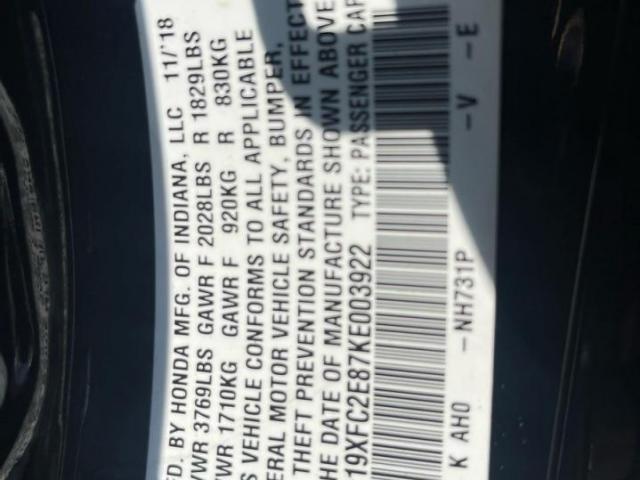 FD. BY HONDA MFG. OF INDIANA, LLC 11/'18
VWR 3769LBS GAWR F 2028LBS R 1829LBS
WR 1710KG GAWR F 920KG R 830KG
S VEHICLE CONFORMS TO ALL APPLICABLE
ERAL MOTOR VEHICLE SAFETY, BUMPER,
THEFT PREVENTION STANDARDS IN EFFECT
HE DATE OF MANUFACTURE SHOWN ABOVE
19XFC2E87KE003922 TYPE: PASSENGER CAR
K AH0 -NH731P -V -E